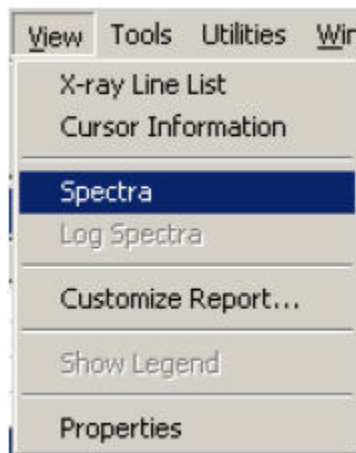 View Tools Utilities
X-ray Line List
Cursor Information
Spectra
Log Spectra
Customize Report...
Show Legend
Properties